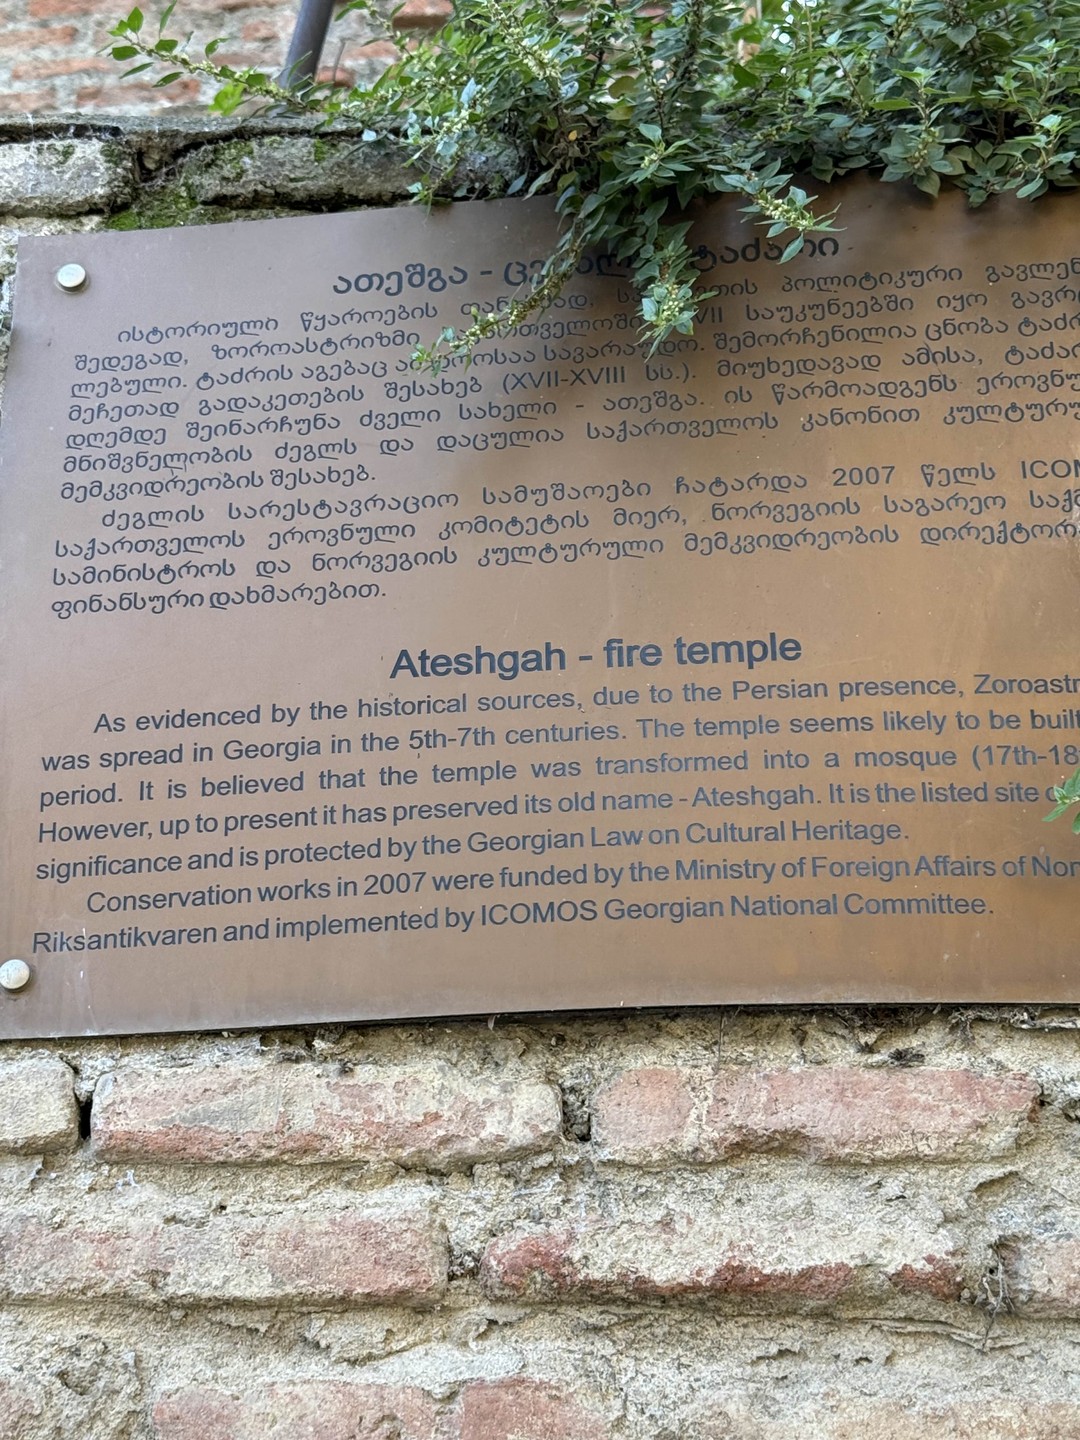 ათეშგა -
ისტორიული წყაროების პოლიტიკური
შედეგად, ზოროასტრიზმი საუკუნეებში იყო
ლებული. ტაძრის აგებაც სავარაუდო. შემორჩენილია ცნობა
მეჩეთად გადაკეთების შესახებ (XVII-XVIII სს.). მიუხედავად ამისა,
დღემდე შეინარჩუნა ძველი სახელი - ათეშგა. ის წარმოადგენს
მნიშვნელობის ძეგლს და დაცულია საქართველოს კანონით
მემკვიდრეობის შესახებ.
ძეგლის სარესტავრაციო სამუშაოები ჩატარდა 2007 წელს
საქართველოს ეროვნული კომიტეტის მიერ, ნორვეგიის საგარეო
სამინისტროს და ნორვეგიის კულტურული მემკვიდრეობის
ფინანსური დახმარებით.
Ateshgah - fire temple
As evidenced by the historical sources, due to the Persian presence,
was spread in Georgia in the 5th-7th centuries. The temple seems likely to be built
period. It is believed that the temple was transformed into a mosque
However, up to present it has preserved its old name - Ateshgah. It is the listed site
significance and is protected by the Georgian Law on Cultural Heritage.
Conservation works in 2007 were funded by the Ministry of Foreign Affairs of
Riksantikvaren and implemented by ICOMOS Georgian National Committee.